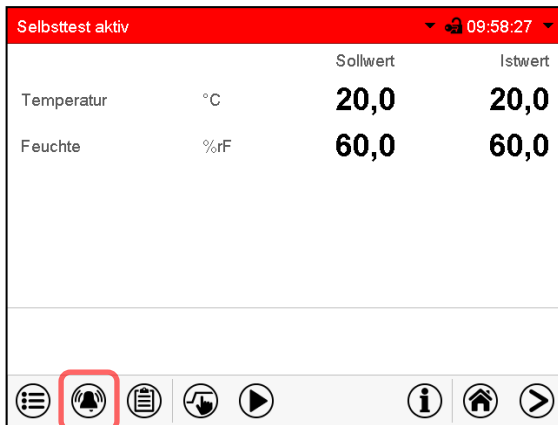 Selbsttest aktiv 09:58:27
Sollwert Istwert
Temperatur °C 20,0 20,0
Feuchte %rF 60,0 60,0